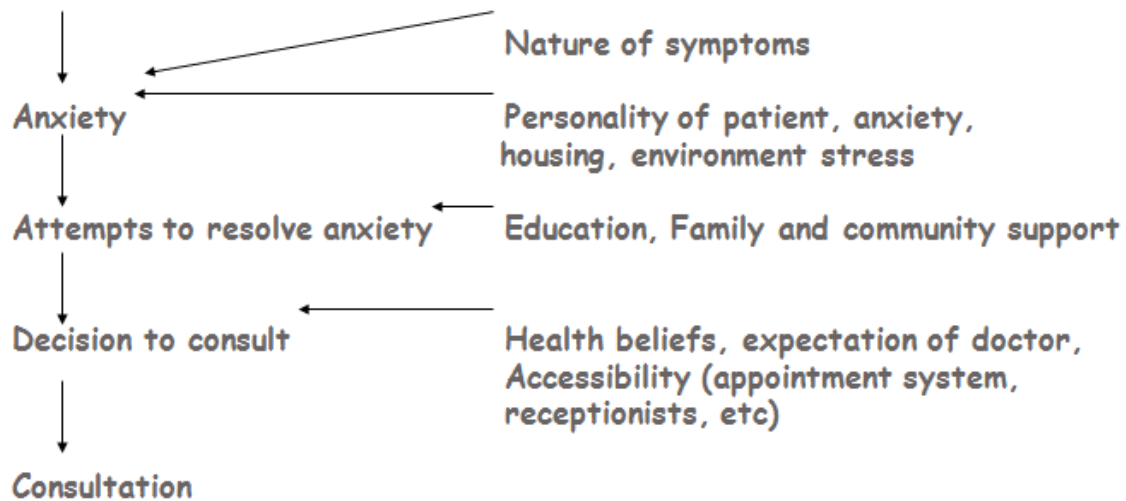 Nature of symptoms
Anxiety
Personality of patient, anxiety,
housing, environment stress
Attempts to resolve anxiety
Education, Family and community support
Decision to consult
Health beliefs, expectation of doctor,
Accessibility (appointment system,
receptionists, etc)
Consultation